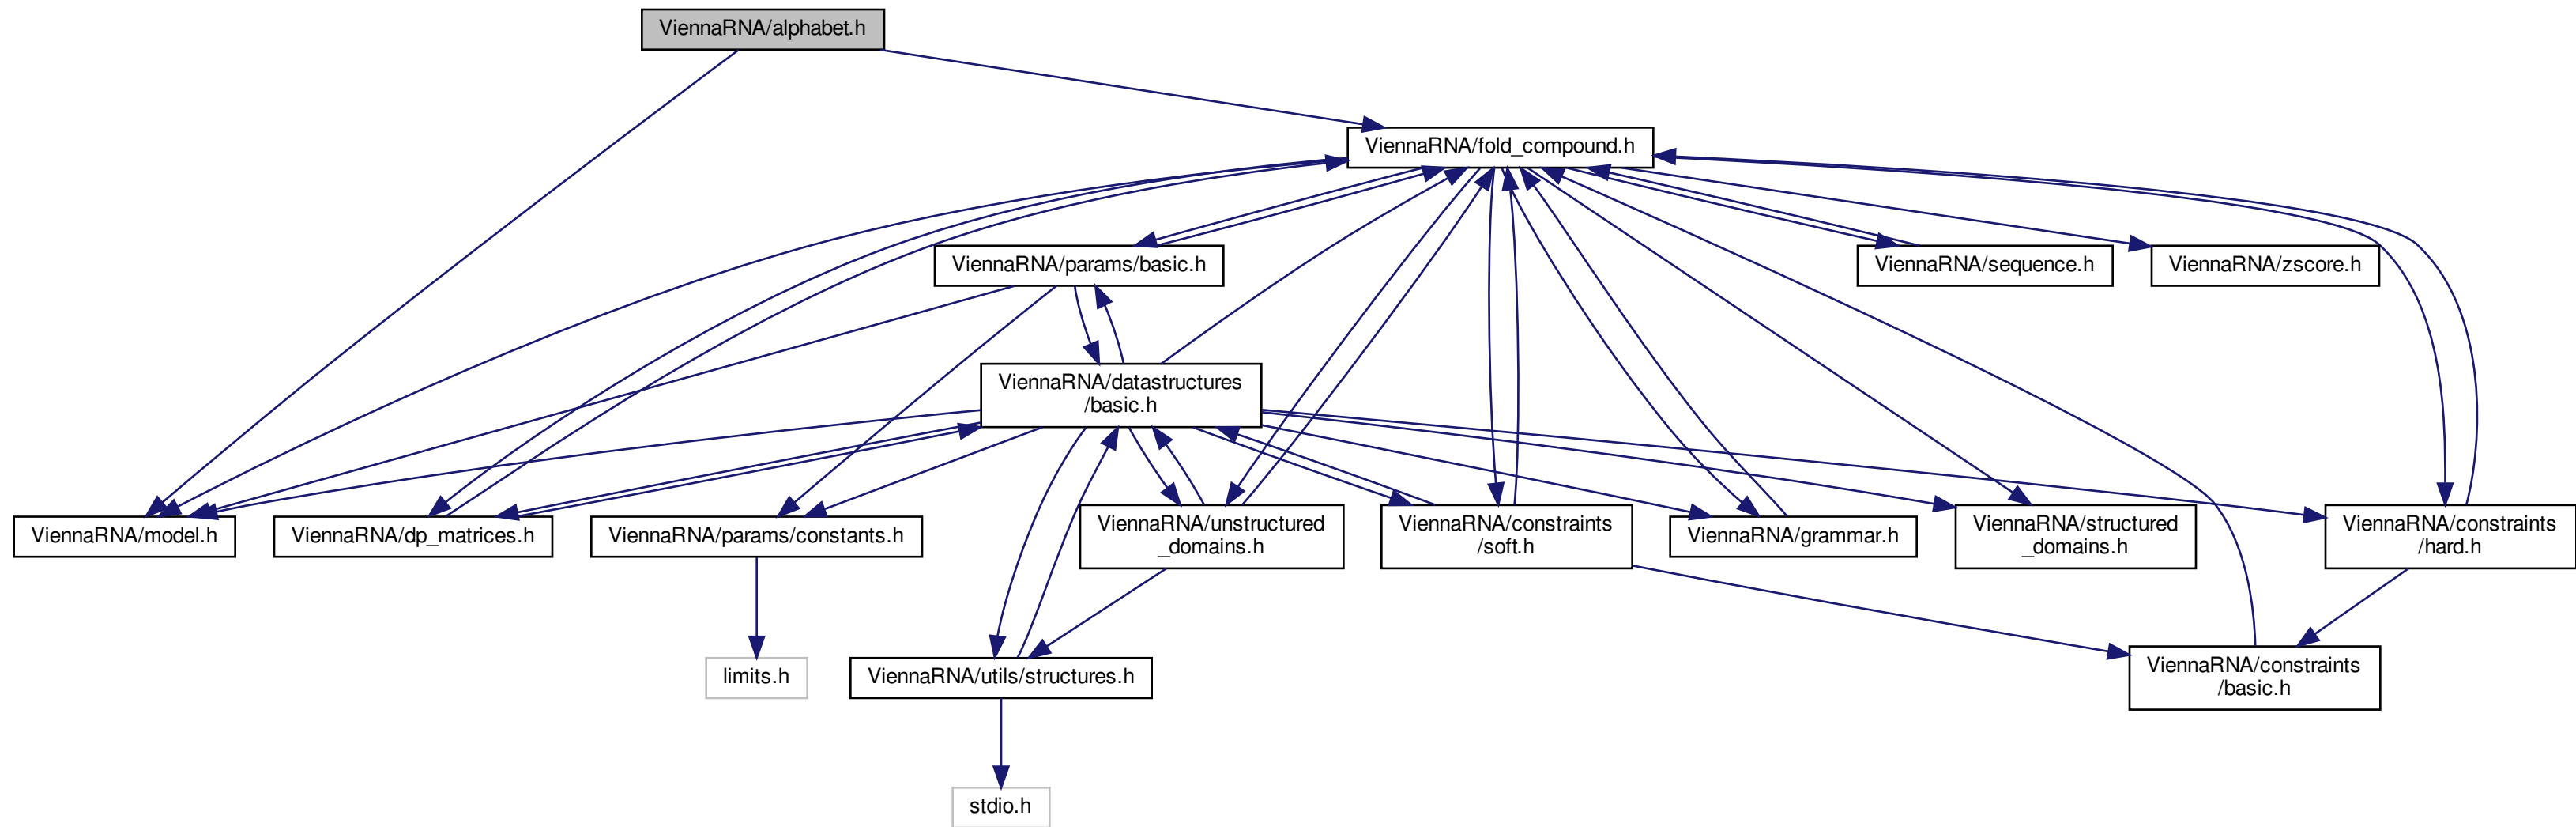 ViennaRNA/alphabet.h
ViennaRNA/fold_compound.h
ViennaRNA/params/basic.h
ViennaRNA/sequence.h
ViennaRNA/zscore.h
ViennaRNA/datastructures
/basic.h
ViennaRNA/model.h
ViennaRNA/dp_matrices.h
ViennaRNA/params/constants.h
ViennaRNA/unstructured
_domains.h
ViennaRNA/constraints
/soft.h
ViennaRNA/grammar.h
ViennaRNA/structured
_domains.h
ViennaRNA/constraints
/hard.h
limits.h
ViennaRNA/utils/structures.h
ViennaRNA/constraints
/basic.h
stdio.h